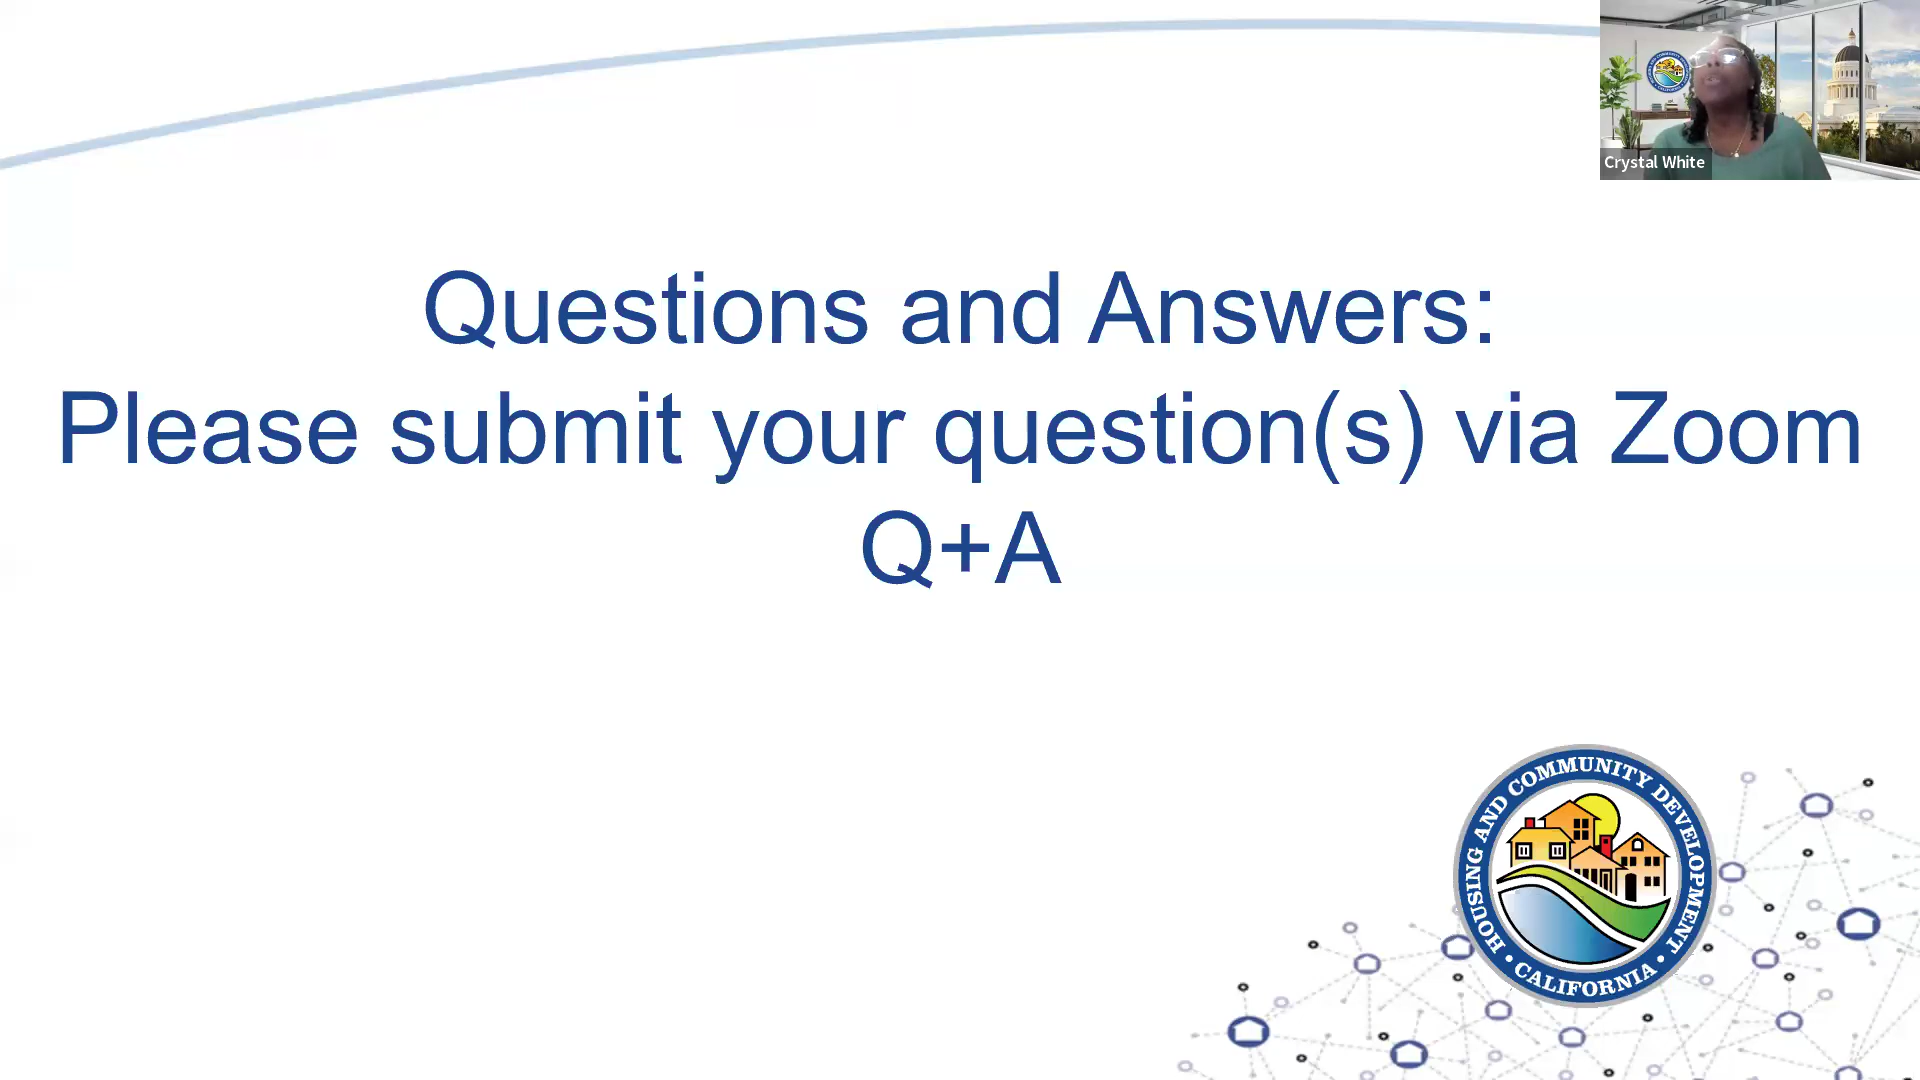 Crystal White
Questions and Answers:
Please submit your question(s) via Zoom
Q+A
HOUSING AND COMMUNITY DEVELOPMENT
• CALIFORNIA •